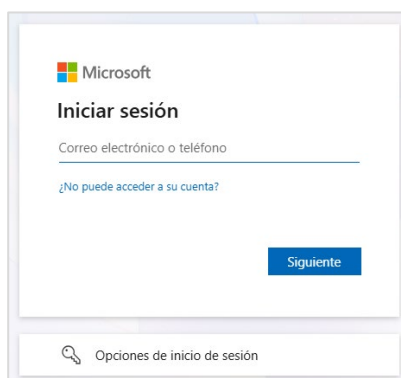 Microsoft
Iniciar sesión
Correo electrónico o teléfono
¿No puede acceder a su cuenta?
Siguiente
Opciones de inicio de sesión